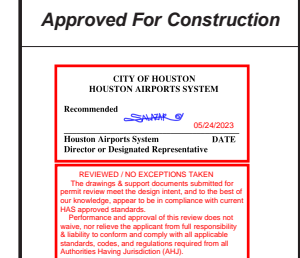 Approved For Construction
CITY OF HOUSTON
HOUSTON AIRPORTS SYSTEM
Recommended
SALAZAR
05/24/2023
Houston Airports System DATE
Director or Designated Representative
REVIEWED / NO EXCEPTIONS TAKEN
The drawings & support documents submitted for
permit review meet the design intent, and to the best of
our knowledge, appear to be in compliance with current
HAS approved standards.
Performance and approval of this review does not
waive, nor relieve the applicant from full responsibility
& liability to conform and comply with all applicable
standards, codes, and regulations required from all
Authorities Having Jurisdiction (AHJ).